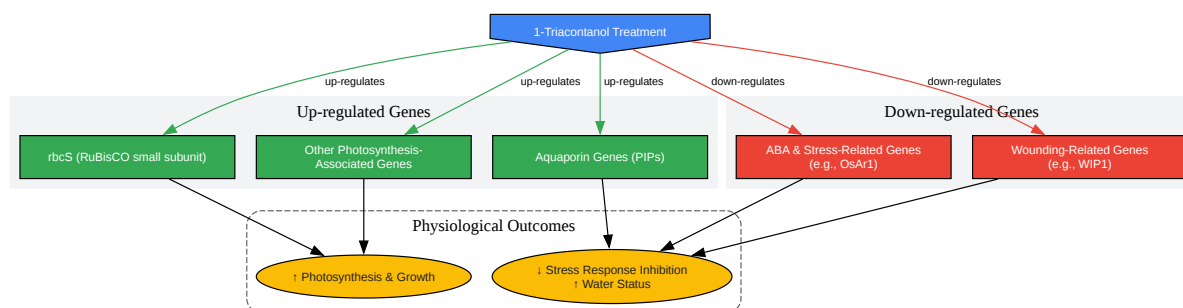 1-Triacontanol Treatment
up-regulates
up-regulates
up-regulates
down-regulates
down-regulates
Up-regulated Genes
Down-regulated Genes
rbcS (RuBisCO small subunit)
Other Photosynthesis-
Associated Genes
Aquaporin Genes (PIPs)
ABA & Stress-Related Genes
(e.g., OsAr1)
Wounding-Related Genes
(e.g., WIP1)
Physiological Outcomes
↑ Photosynthesis & Growth
↓ Stress Response Inhibition
↑ Water Status